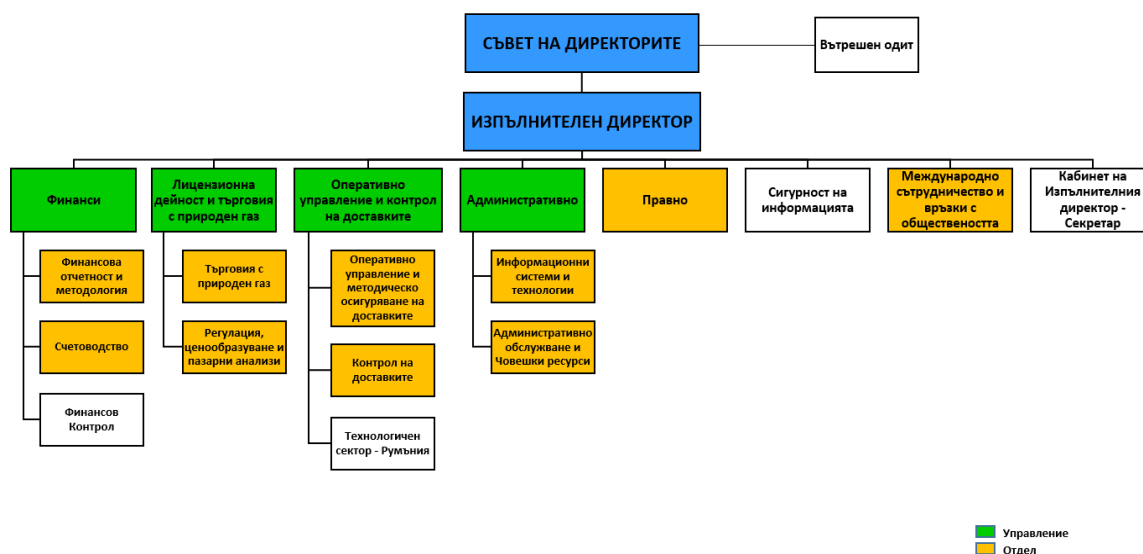 СЪВЕТ НА ДИРЕКТОРИТЕ
Вътрешен одит
ИЗПЪЛНИТЕЛЕН ДИРЕКТОР
Финанси
Лицензионна
дейност и търговия
с природен газ
Оперативно
управление и контрол
на доставките
Административно
Правно
Сигурност на
информацията
Международно
сътрудничество и
връзки с
обществеността
Кабинет на
Изпълнителния
директор -
Секретар
Финансова
отчетност и
методология
Счетоводство
Финансов
Контрол
Търговия с
природен газ
Регулация,
ценообразуване и
пазарни анализи
Оперативно
управление и
методическо
осигуряване на
доставките
Контрол на
доставките
Технологичен
сектор - Румъния
Информационни
системи и
технологии
Административно
обслужване и
Човешки ресурси
Управление
Отдел